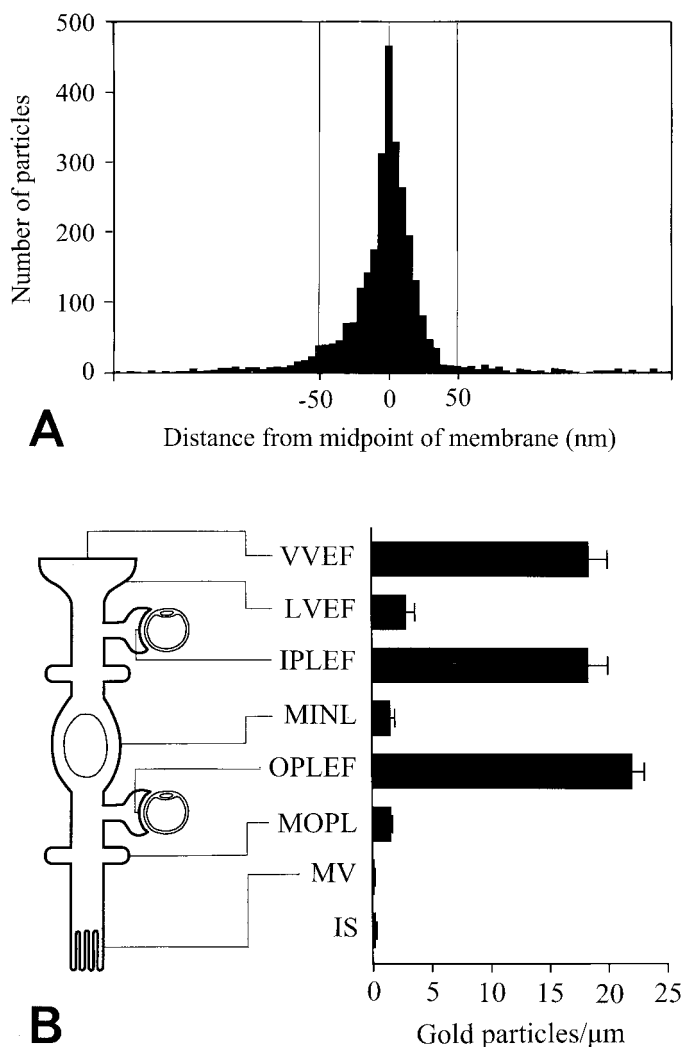 500
400
300
200
100
0
Number of particles
-50 0 50
Distance from midpoint of membrane (nm)
A
VVEF
LVEF
IPLEF
MINL
OPLEF
MOPL
MV
IS
0 5 10 15 20 25
Gold particles/μm
B